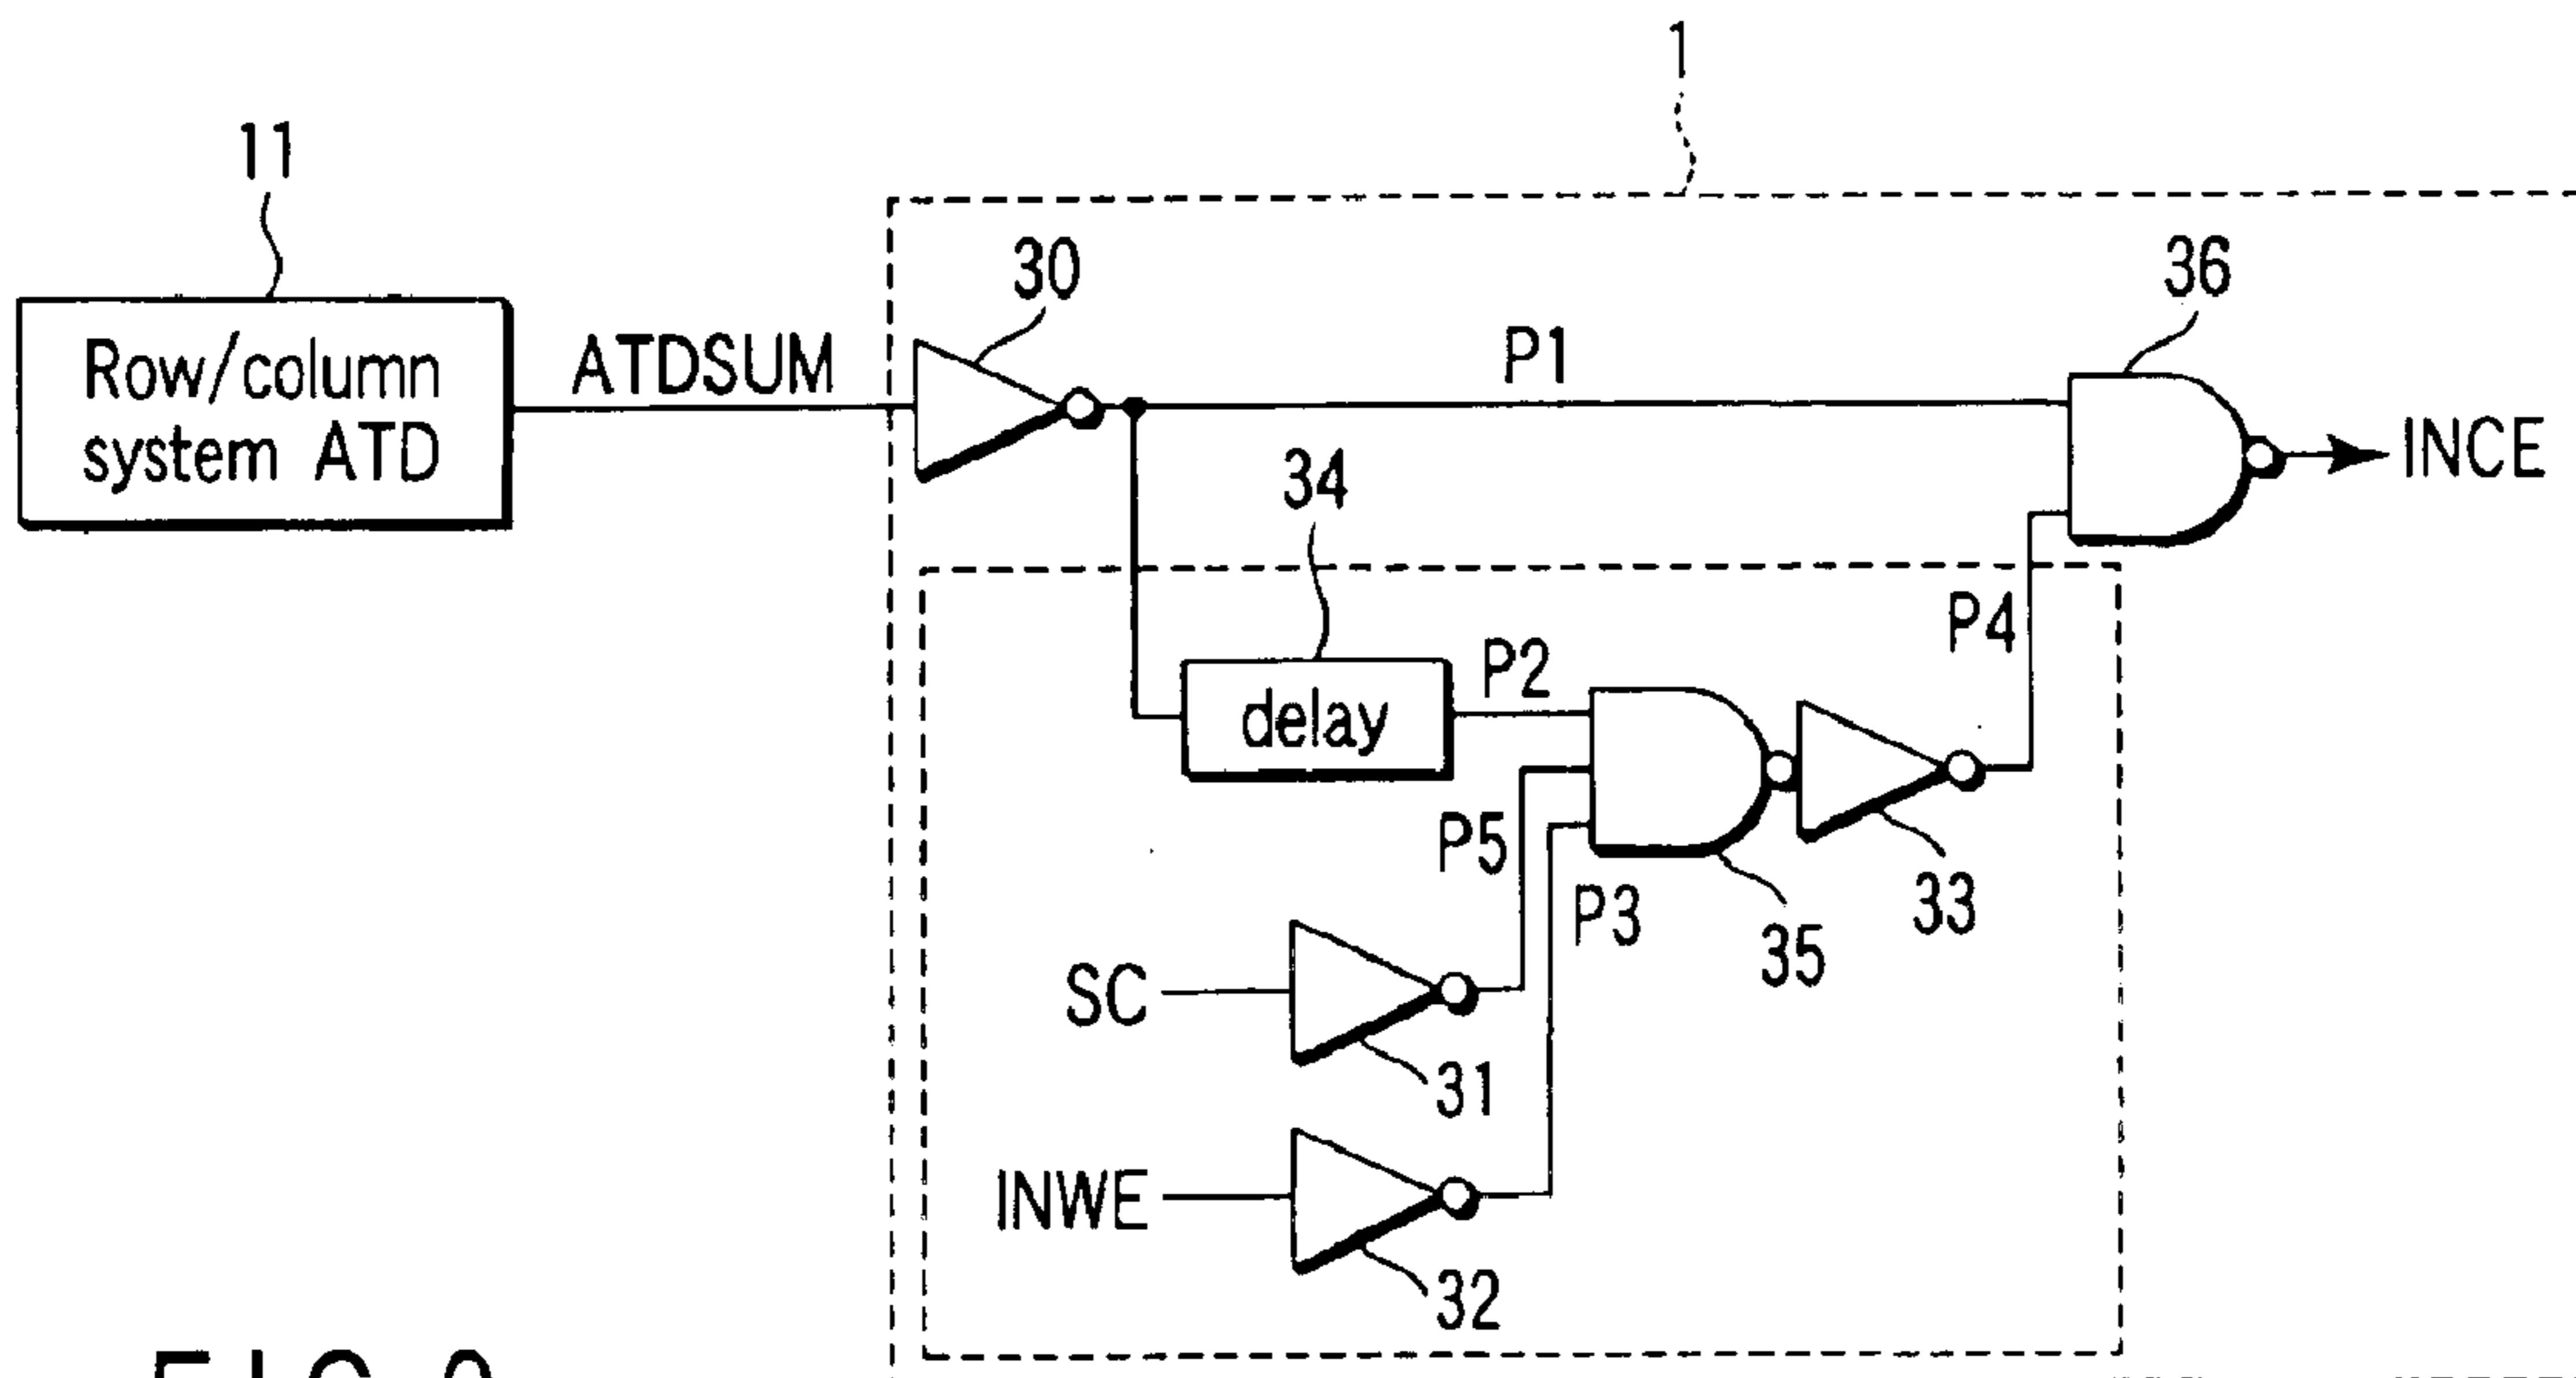 1
11
30
36
Row/column
system ATD
ATDSUM
P1
INCE
34
delay
P2
P4
P5
P3
35
33
SC
31
INWE
32